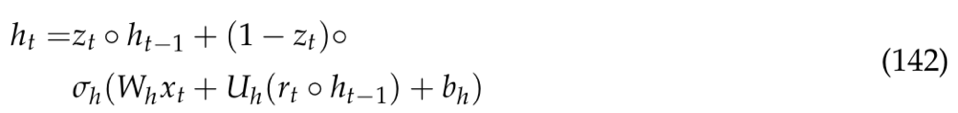 h_t = z_t ∘ h_{t−1} + (1 − z_t)∘
σ_h(W_h x_t + U_h(r_t ∘ h_{t−1}) + b_h)
(142)